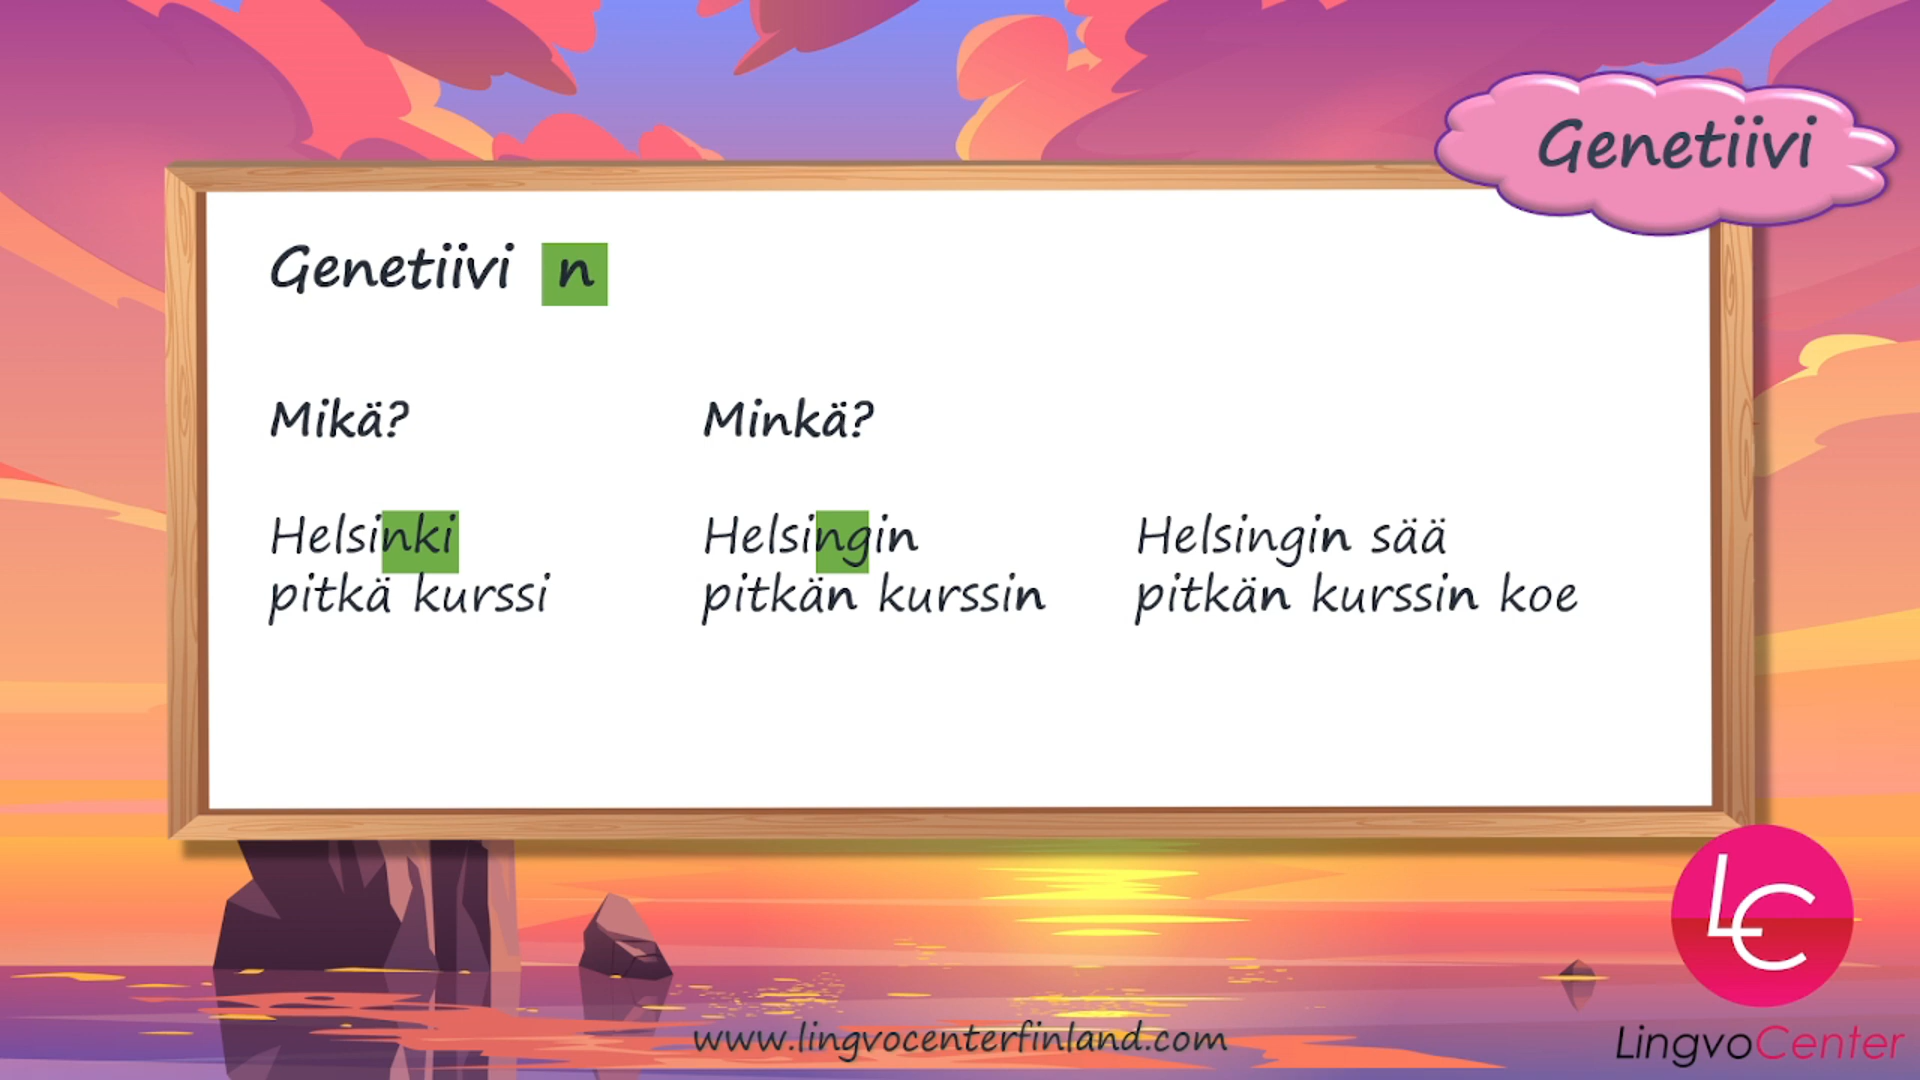 Genetiivi
Genetiivi n
Mikä? Minkä?
Helsinki Helsingin Helsingin sää
pitkä kurssi pitkän kurssin pitkän kurssin koe
LC
www.lingvocenterfinland.com
LingvoCenter